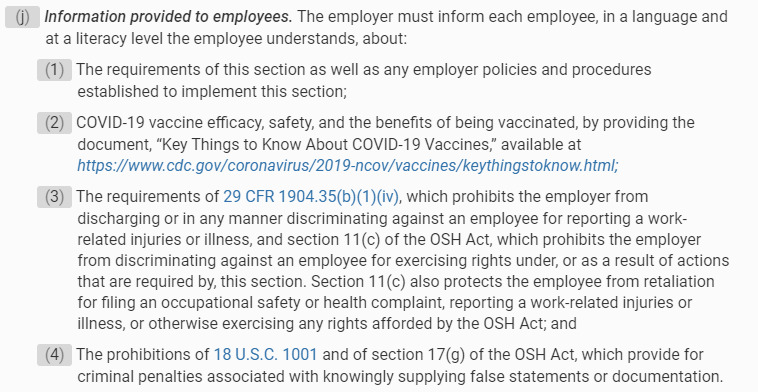 (j) Information provided to employees. The employer must inform each employee, in a language and
at a literacy level the employee understands, about:
(1) The requirements of this section as well as any employer policies and procedures
established to implement this section;
(2) COVID-19 vaccine efficacy, safety, and the benefits of being vaccinated, by providing the
document, “Key Things to Know About COVID-19 Vaccines,” available at
https://www.cdc.gov/coronavirus/2019-ncov/vaccines/keythingstoknow.html;
(3) The requirements of 29 CFR 1904.35(b)(1)(iv), which prohibits the employer from
discharging or in any manner discriminating against an employee for reporting a work-
related injuries or illness, and section 11(c) of the OSH Act, which prohibits the employer
from discriminating against an employee for exercising rights under, or as a result of actions
that are required by, this section. Section 11(c) also protects the employee from retaliation
for filing an occupational safety or health complaint, reporting a work-related injuries or
illness, or otherwise exercising any rights afforded by the OSH Act; and
(4) The prohibitions of 18 U.S.C. 1001 and of section 17(g) of the OSH Act, which provide for
criminal penalties associated with knowingly supplying false statements or documentation.